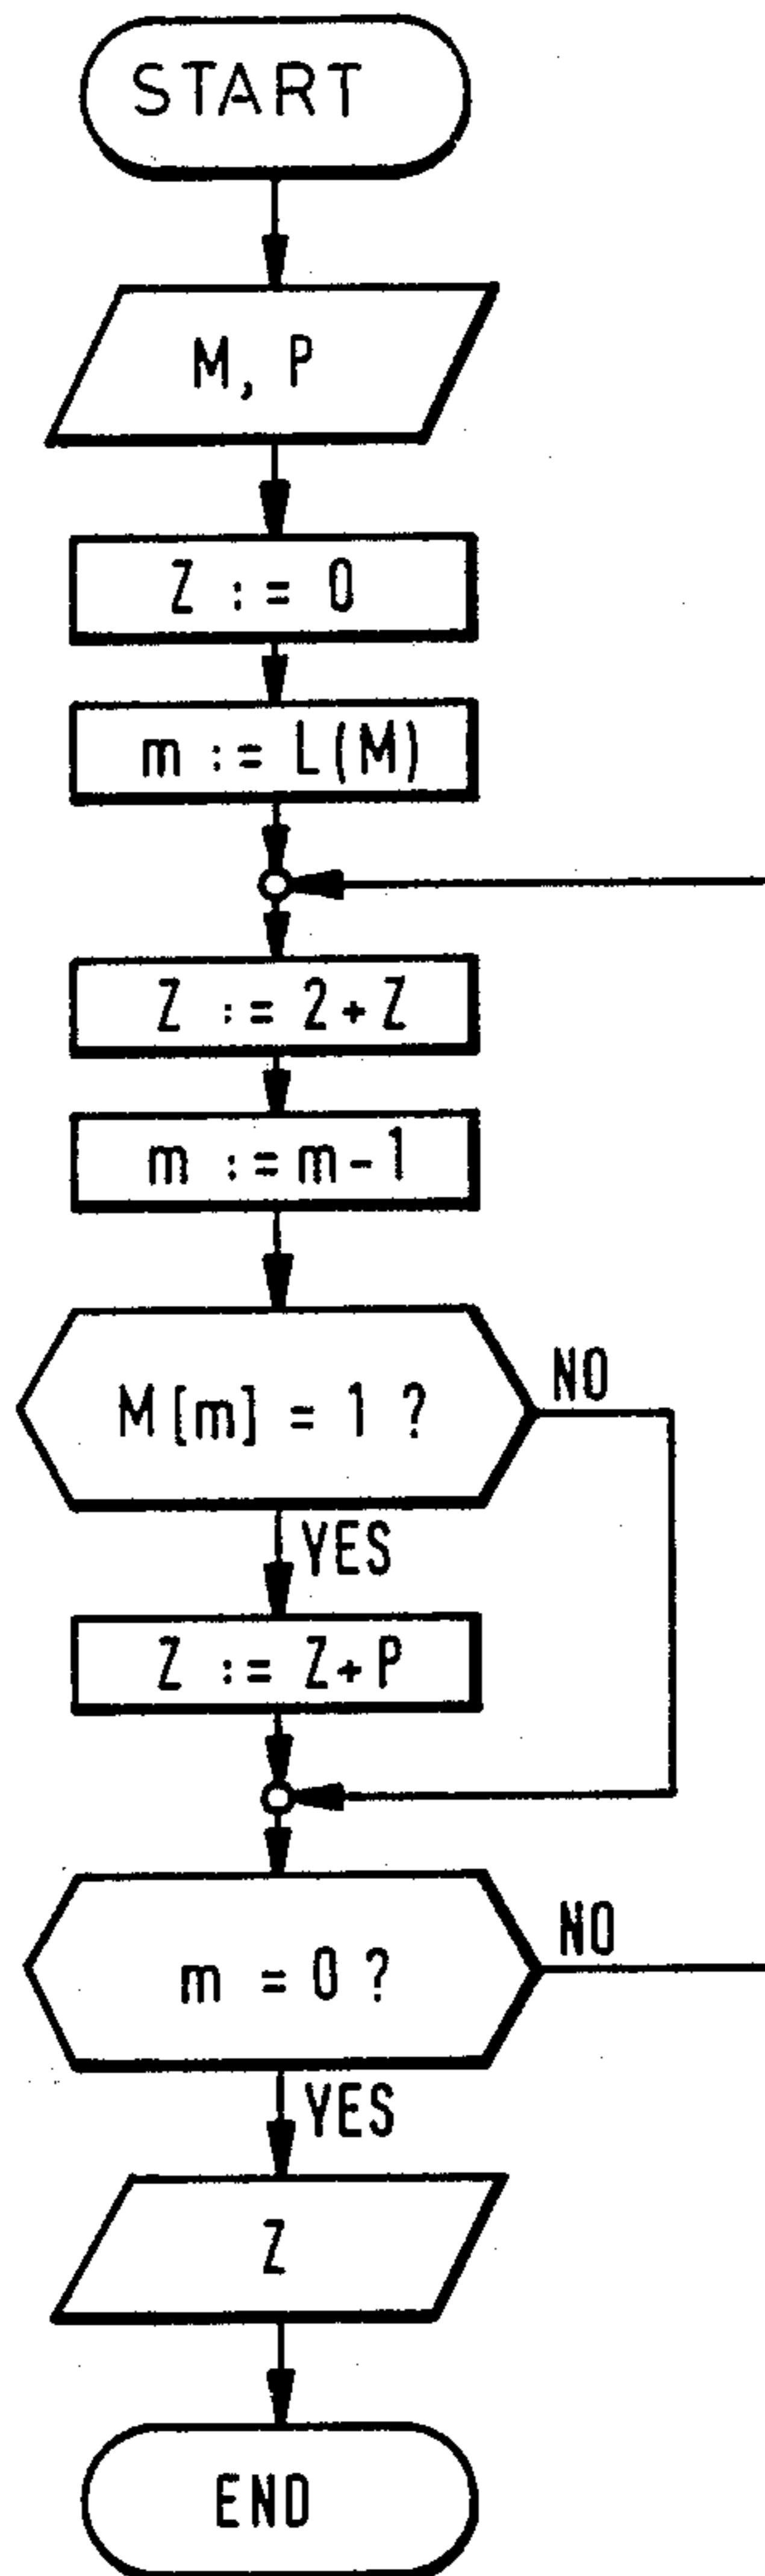 START
M, P
Z := 0
m := L(M)
Z := 2+Z
m := m-1
M[m] = 1 ?
NO
YES
Z := Z+P
m = 0 ?
NO
YES
Z
END